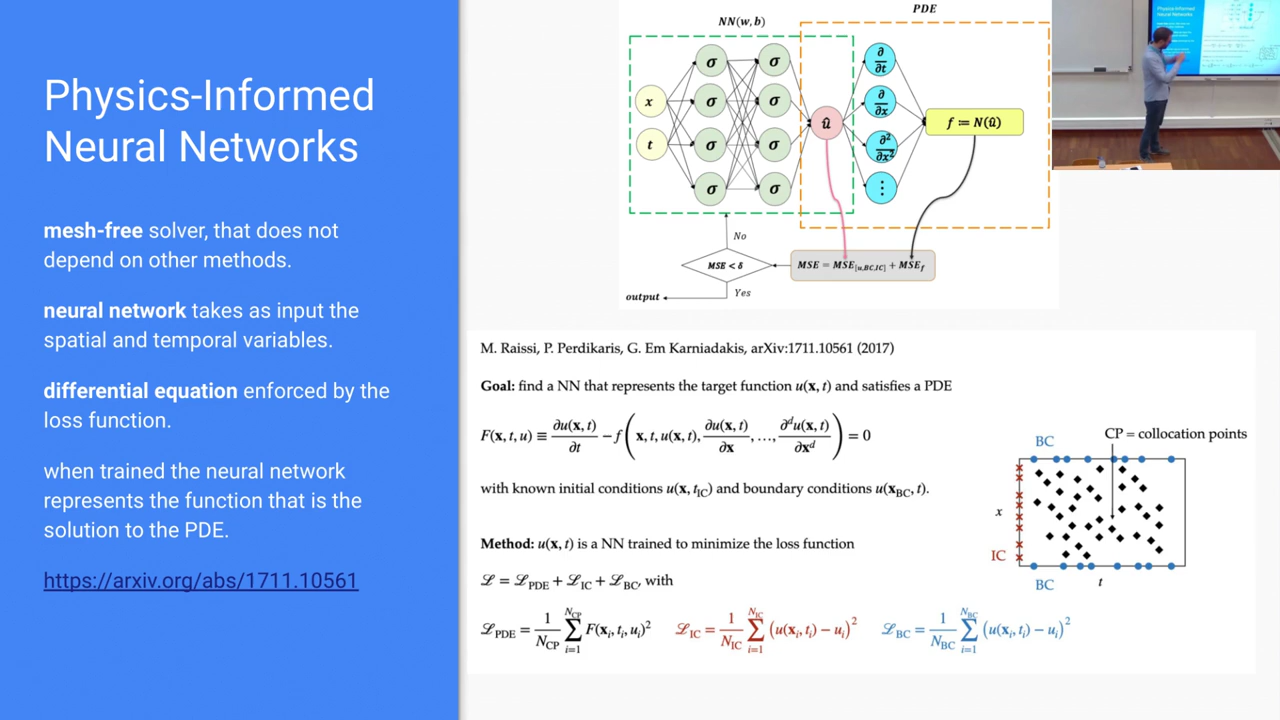 Physics-Informed
Neural Networks
mesh-free solver, that does not
depend on other methods.
neural network takes as input the
spatial and temporal variables.
differential equation enforced by the
loss function.
when trained the neural network
represents the function that is the
solution to the PDE.
https://arxiv.org/abs/1711.10561
NN(w, b)
PDE
x
t
σ σ
σ σ
σ σ
σ σ
û
∂/∂t
∂/∂x
∂²/∂x²
⋮
f ≔ N(û)
No
MSE < δ
MSE = MSE[u,BC,IC] + MSE_f
Yes
output
Physics-Informed
Neural Networks
M. Raissi, P. Perdikaris, G. Em Karniadakis, arXiv:1711.10561 (2017)
Goal: find a NN that represents the target function u(x, t) and satisfies a PDE
F(x, t, u) ≡ ∂u(x, t)/∂t − f(x, t, u(x, t), ∂u(x, t)/∂x, …, ∂ᵈu(x, t)/∂xᵈ) = 0
with known initial conditions u(x, t_IC) and boundary conditions u(x_BC, t).
Method: u(x, t) is a NN trained to minimize the loss function
ℒ = ℒ_PDE + ℒ_IC + ℒ_BC, with
ℒ_PDE = 1/N_CP ∑_{i=1}^{N_CP} F(x_i, t_i, u_i)² ℒ_IC = 1/N_IC ∑_{i=1}^{N_IC} (u(x_i, t_i) − u_i)² ℒ_BC = 1/N_BC ∑_{i=1}^{N_BC} (u(x_i, t_i) − u_i)²
BC
CP = collocation points
x
IC
BC
t